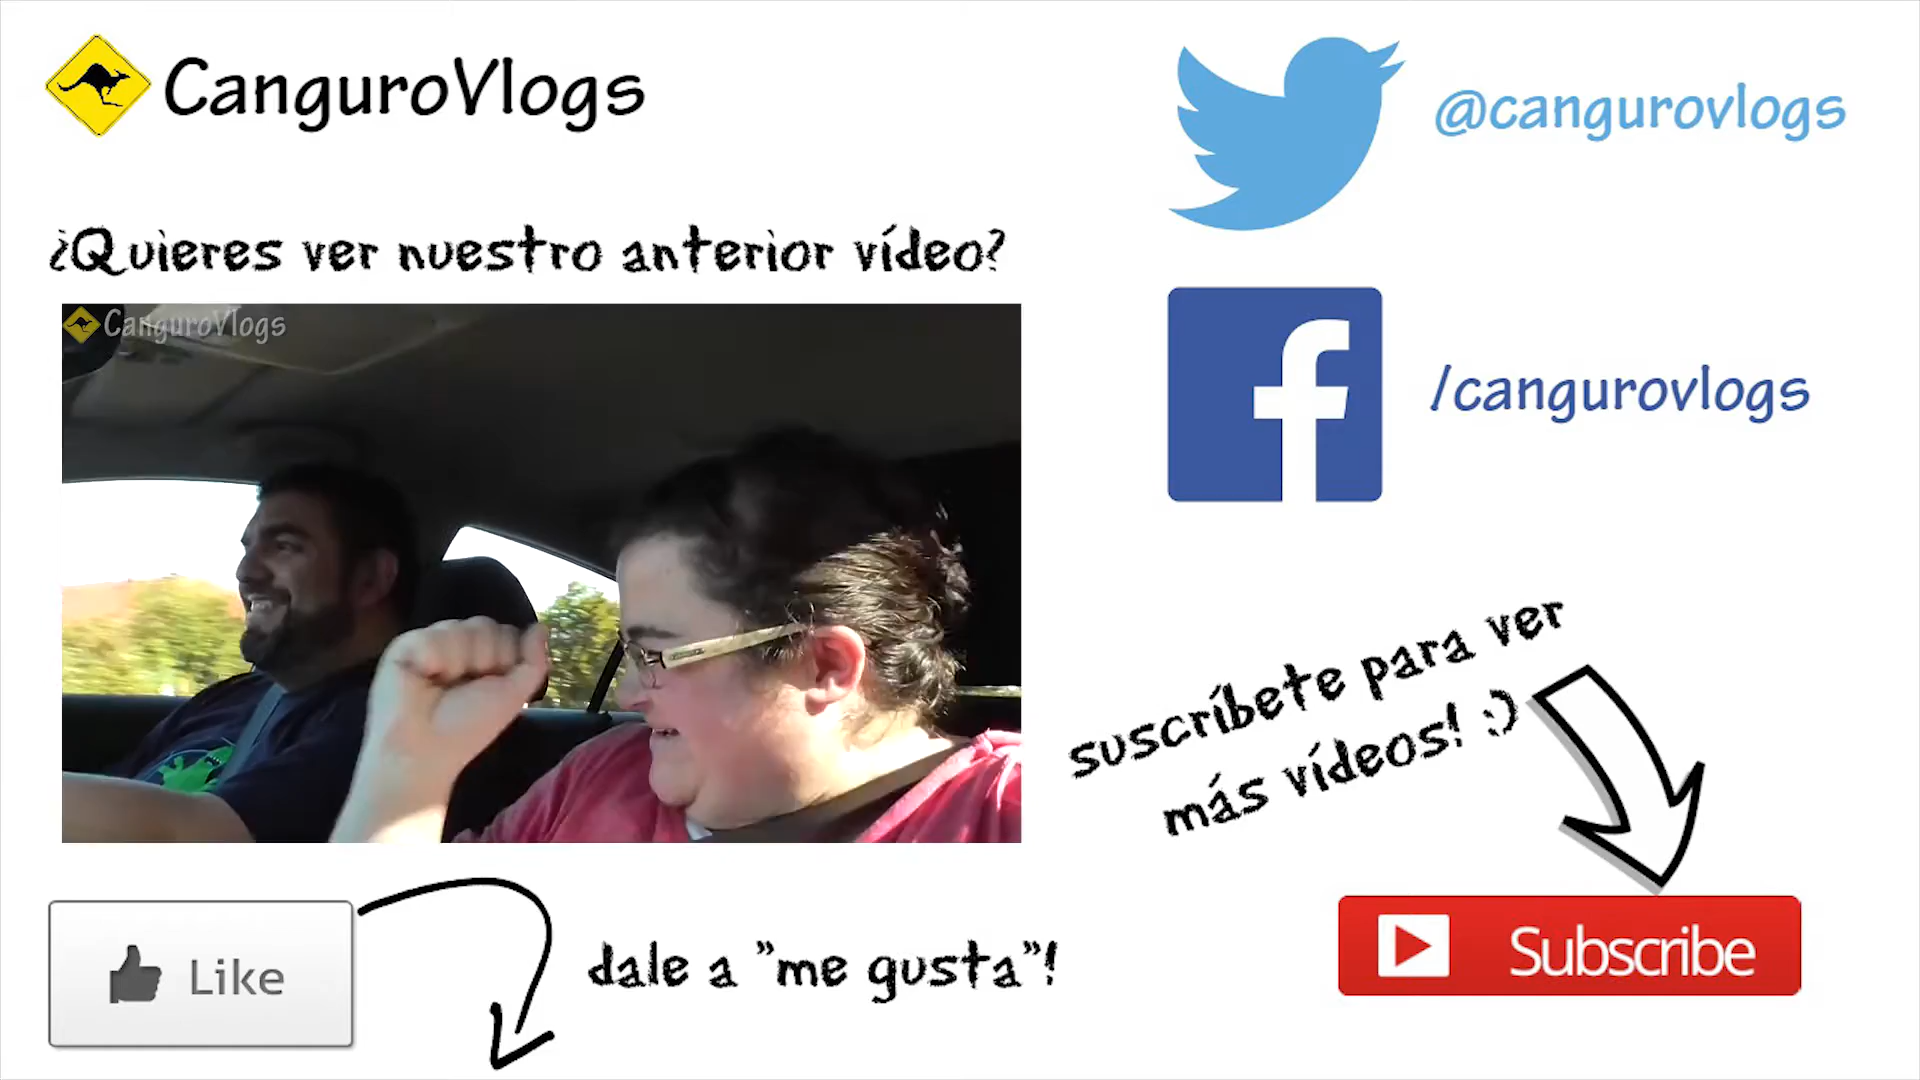 CanguroVlogs
@cangurovlogs
¿Quieres ver nuestro anterior vídeo?
CanguroVlogs
/cangurovlogs
suscríbete para ver
más vídeos! :)
Like
dale a "me gusta"!
Subscribe